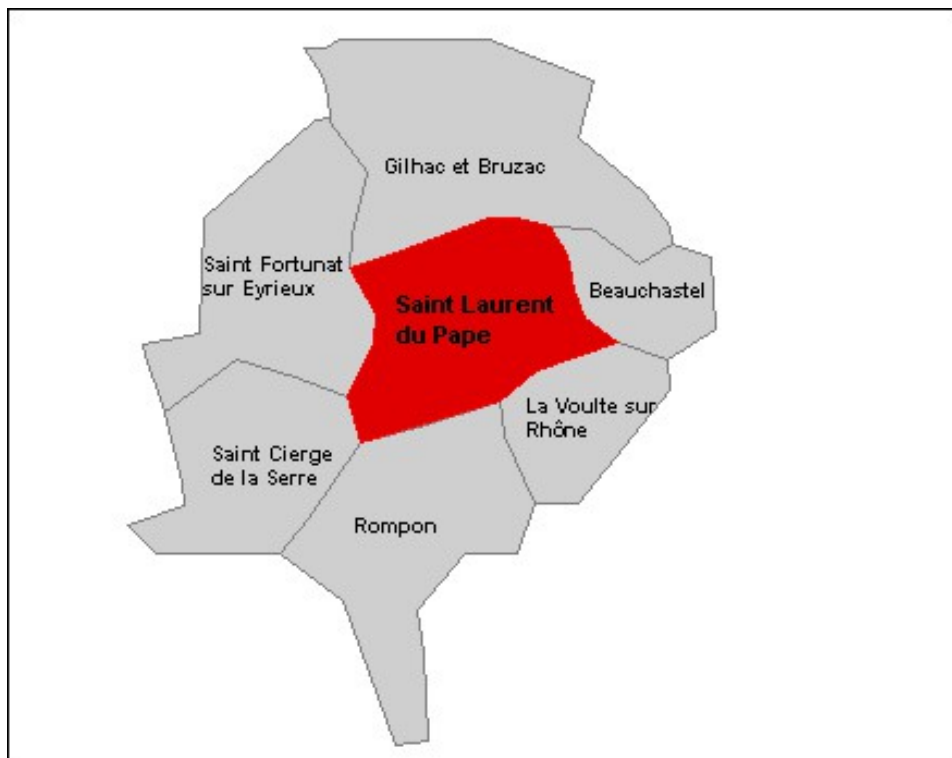 Gilhac et Bruzac
Saint Fortunat
sur Eyrieux
Beauchastel
Saint Laurent
du Pape
La Voulte sur
Rhône
Saint Cierge
de la Serre
Rompon